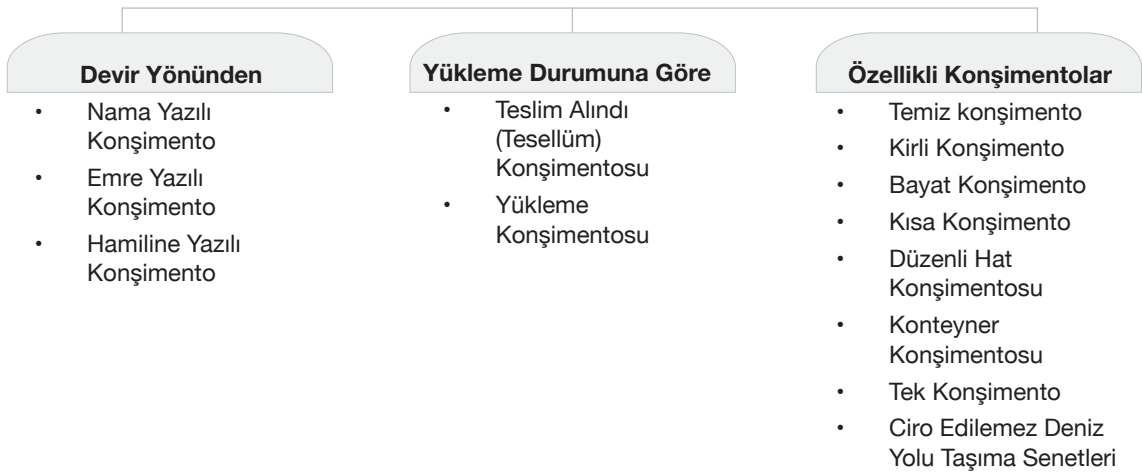 Devir Yönünden
• Nama Yazılı
Konşimento
• Emre Yazılı
Konşimento
• Hamiline Yazılı
Konşimento
Yükleme Durumuna Göre
• Teslim Alındı
(Tesellüm)
Konşimentosu
• Yükleme
Konşimentosu
Özellikli Konşimentolar
• Temiz konşimento
• Kirli Konşimento
• Bayat Konşimento
• Kısa Konşimento
• Düzenli Hat
Konşimentosu
• Konteyner
Konşimentosu
• Tek Konşimento
• Ciro Edilemez Deniz
Yolu Taşıma Senetleri